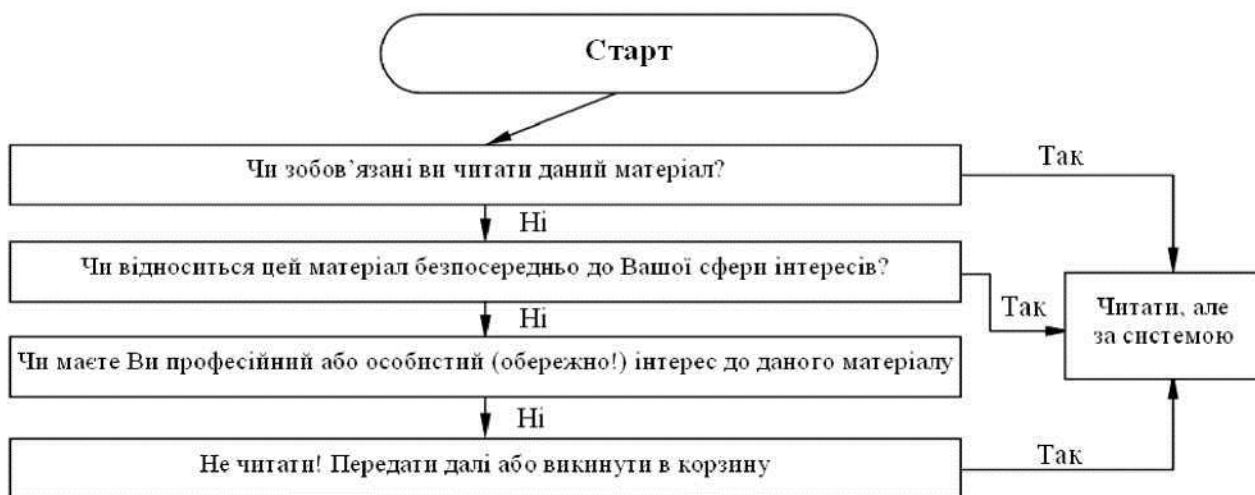 Старт
Чи зобов’язані ви читати даний матеріал?
Так
Ні
Чи відноситься цей матеріал безпосередньо до Вашої сфери інтересів?
Так
Читати, але
за системою
Ні
Чи маєте Ви професійний або особистий (обережно!) інтерес до даного матеріалу
Ні
Не читати! Передати далі або викинути в корзину
Так